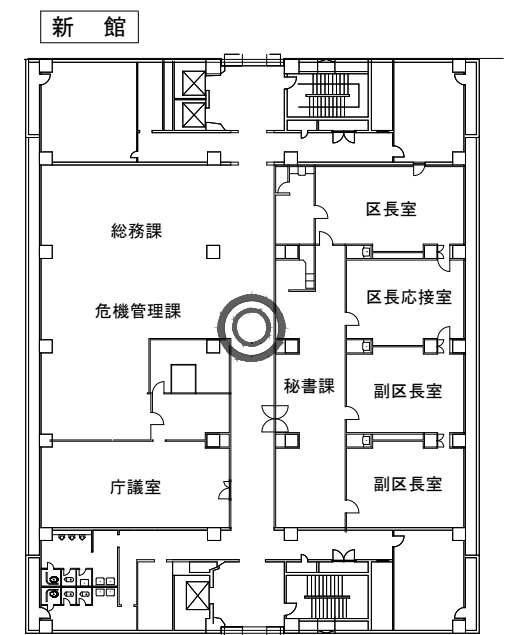 新 館
総務課
区長室
危機管理課
区長応接室
秘書課
副区長室
庁議室
副区長室